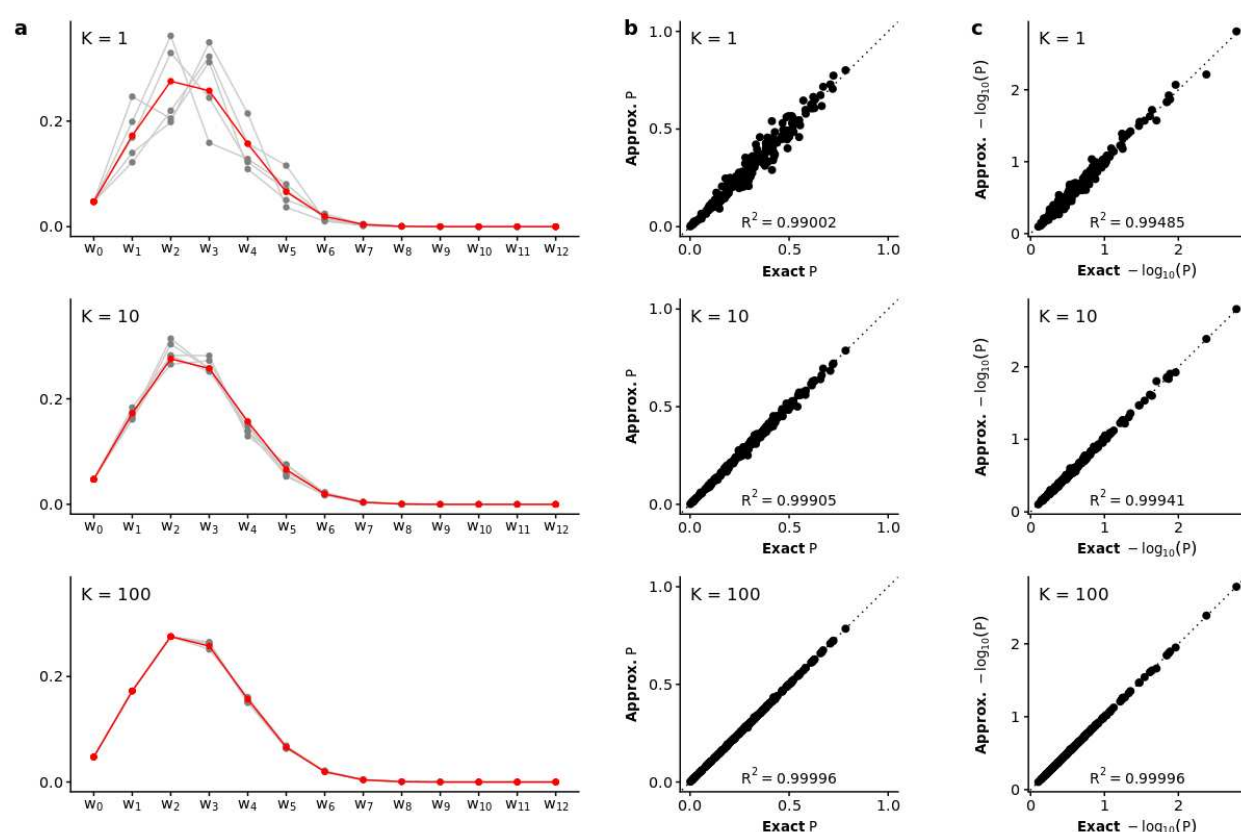 a
K = 1
0.2
0.0
w₀ w₁ w₂ w₃ w₄ w₅ w₆ w₇ w₈ w₉ w₁₀ w₁₁ w₁₂
K = 10
0.2
0.0
w₀ w₁ w₂ w₃ w₄ w₅ w₆ w₇ w₈ w₉ w₁₀ w₁₁ w₁₂
K = 100
0.2
0.0
w₀ w₁ w₂ w₃ w₄ w₅ w₆ w₇ w₈ w₉ w₁₀ w₁₁ w₁₂
b
K = 1
Approx. P
1.0
0.5
0.0
R² = 0.99002
0.0 0.5 1.0
Exact P
K = 10
Approx. P
1.0
0.5
0.0
R² = 0.99905
0.0 0.5 1.0
Exact P
K = 100
Approx. P
1.0
0.5
0.0
R² = 0.99996
0.0 0.5 1.0
Exact P
c
K = 1
Approx. −log₁₀(P)
2
1
0
R² = 0.99485
1 2
Exact −log₁₀(P)
K = 10
Approx. −log₁₀(P)
2
1
0
R² = 0.99941
1 2
Exact −log₁₀(P)
K = 100
Approx. −log₁₀(P)
2
1
0
R² = 0.99996
1 2
Exact −log₁₀(P)